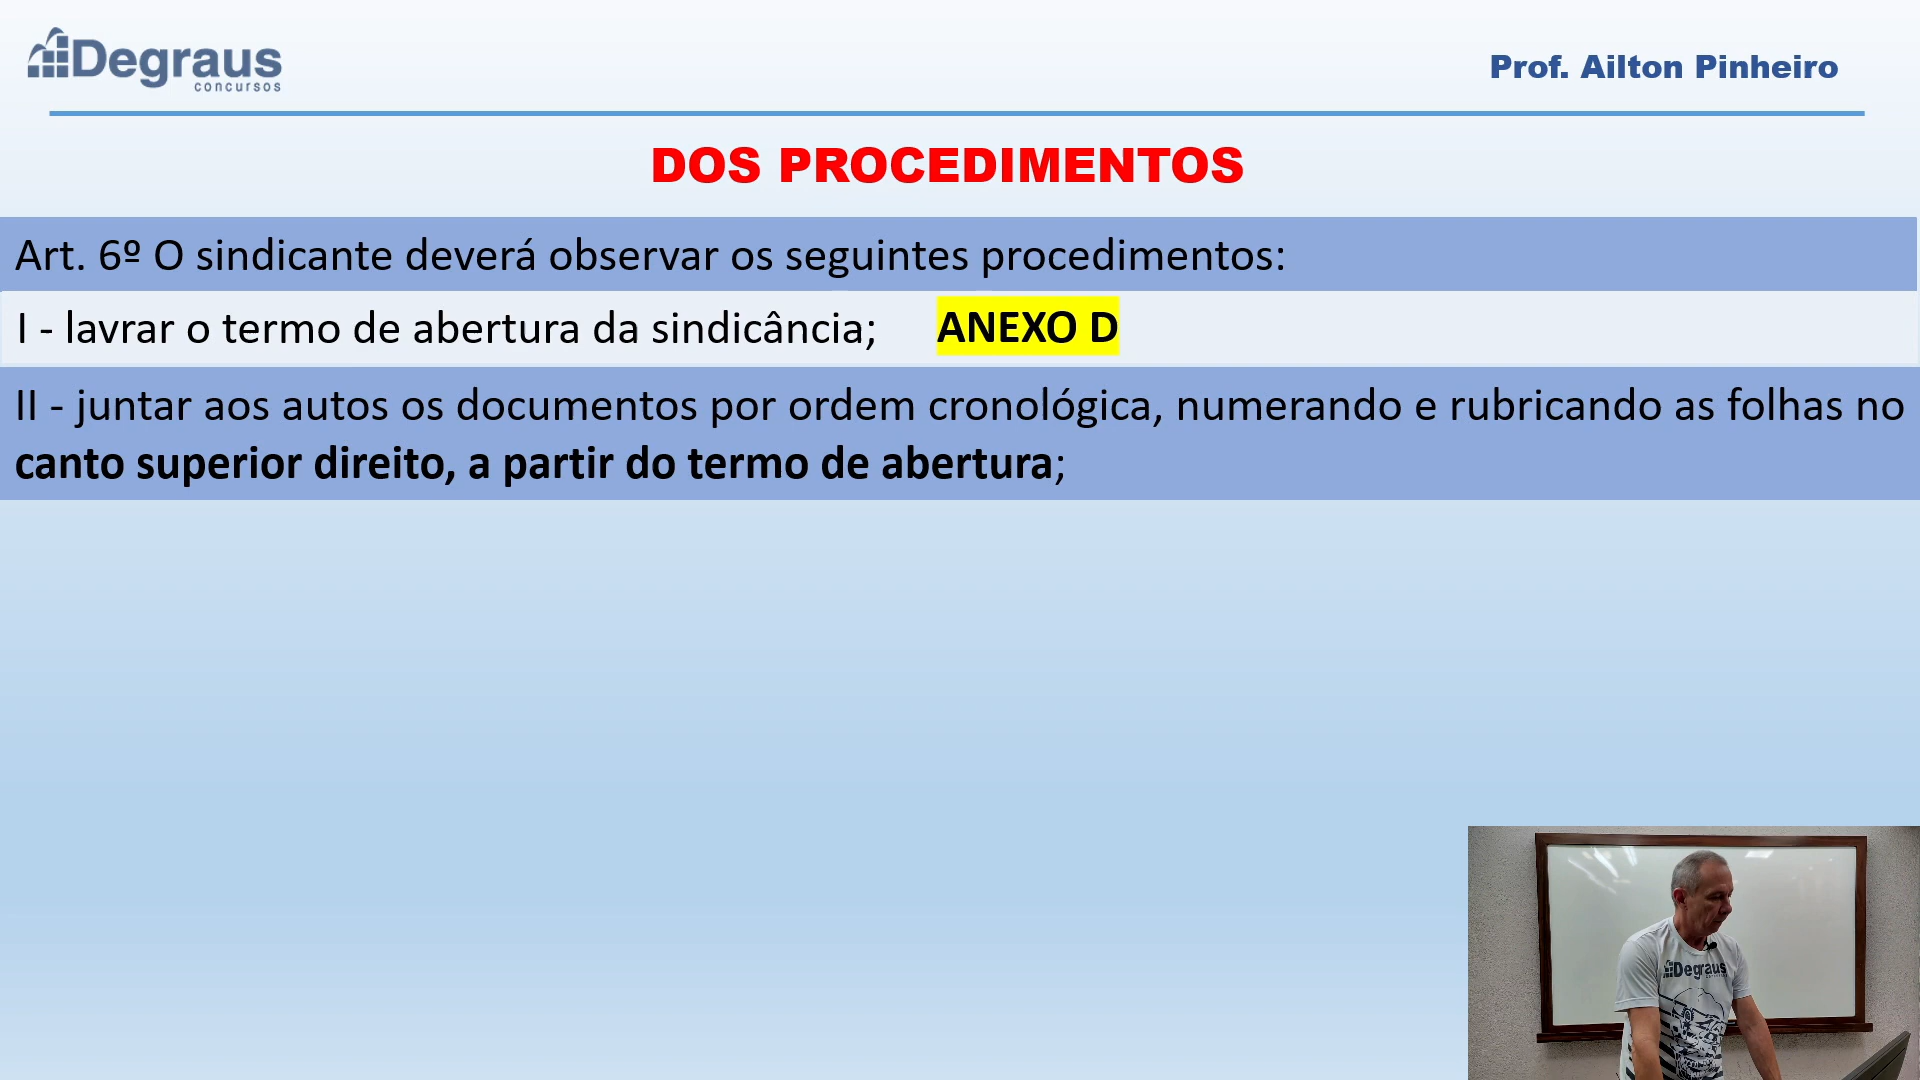 Degraus
concursos
Prof. Ailton Pinheiro
DOS PROCEDIMENTOS
Art. 6º O sindicante deverá observar os seguintes procedimentos:
I - lavrar o termo de abertura da sindicância; ANEXO D
II - juntar aos autos os documentos por ordem cronológica, numerando e rubricando as folhas no
canto superior direito, a partir do termo de abertura;
Degraus